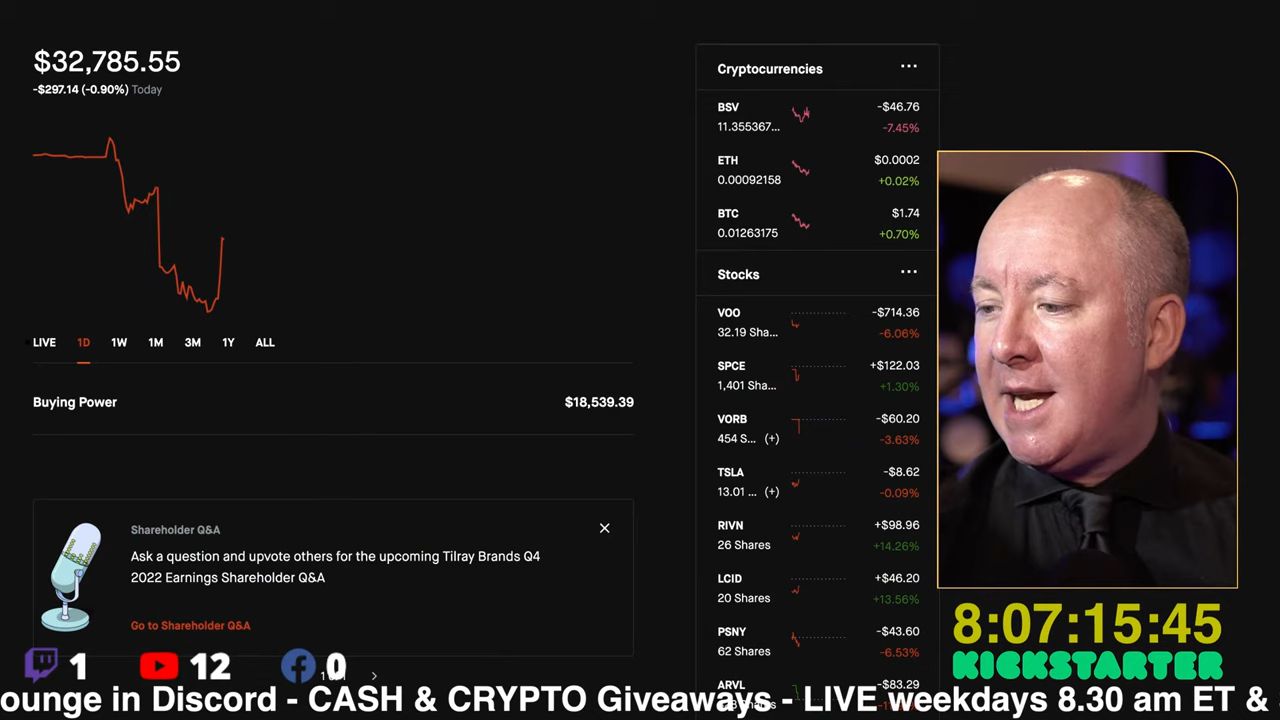 $32,785.55
-$297.14 (-0.90%) Today
LIVE 1D 1W 1M 3M 1Y ALL
Buying Power $18,539.39
Shareholder Q&A
Ask a question and upvote others for the upcoming Tilray Brands Q4
2022 Earnings Shareholder Q&A
Go to Shareholder Q&A
Cryptocurrencies
BSV -$46.76
11.355367... -7.45%
ETH $0.0002
0.00092158 +0.02%
BTC $1.74
0.01263175 +0.70%
Stocks
VOO -$714.36
32.19 Sha... -6.06%
SPCE +$122.03
1,401 Sha... +1.30%
VORB -$60.20
454 S... (+) -3.63%
TSLA -$8.62
13.01 ... (+) -0.09%
RIVN +$98.96
26 Shares +14.26%
LCID +$46.20
20 Shares +13.56%
PSNY -$43.60
62 Shares -6.53%
ARVL -$83.29
8:07:15:45
KICKSTARTER
1 12 0
ounge in Discord - CASH & CRYPTO Giveaways - LIVE weekdays 8.30 am ET &